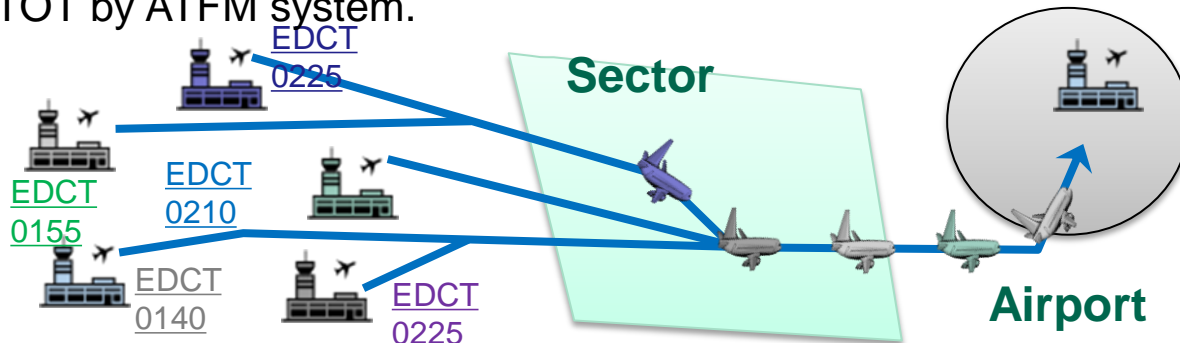 TOT by ATFM system.
EDCT
0225
Sector
EDCT
0155
EDCT
0210
EDCT
0140
EDCT
0225
Airport